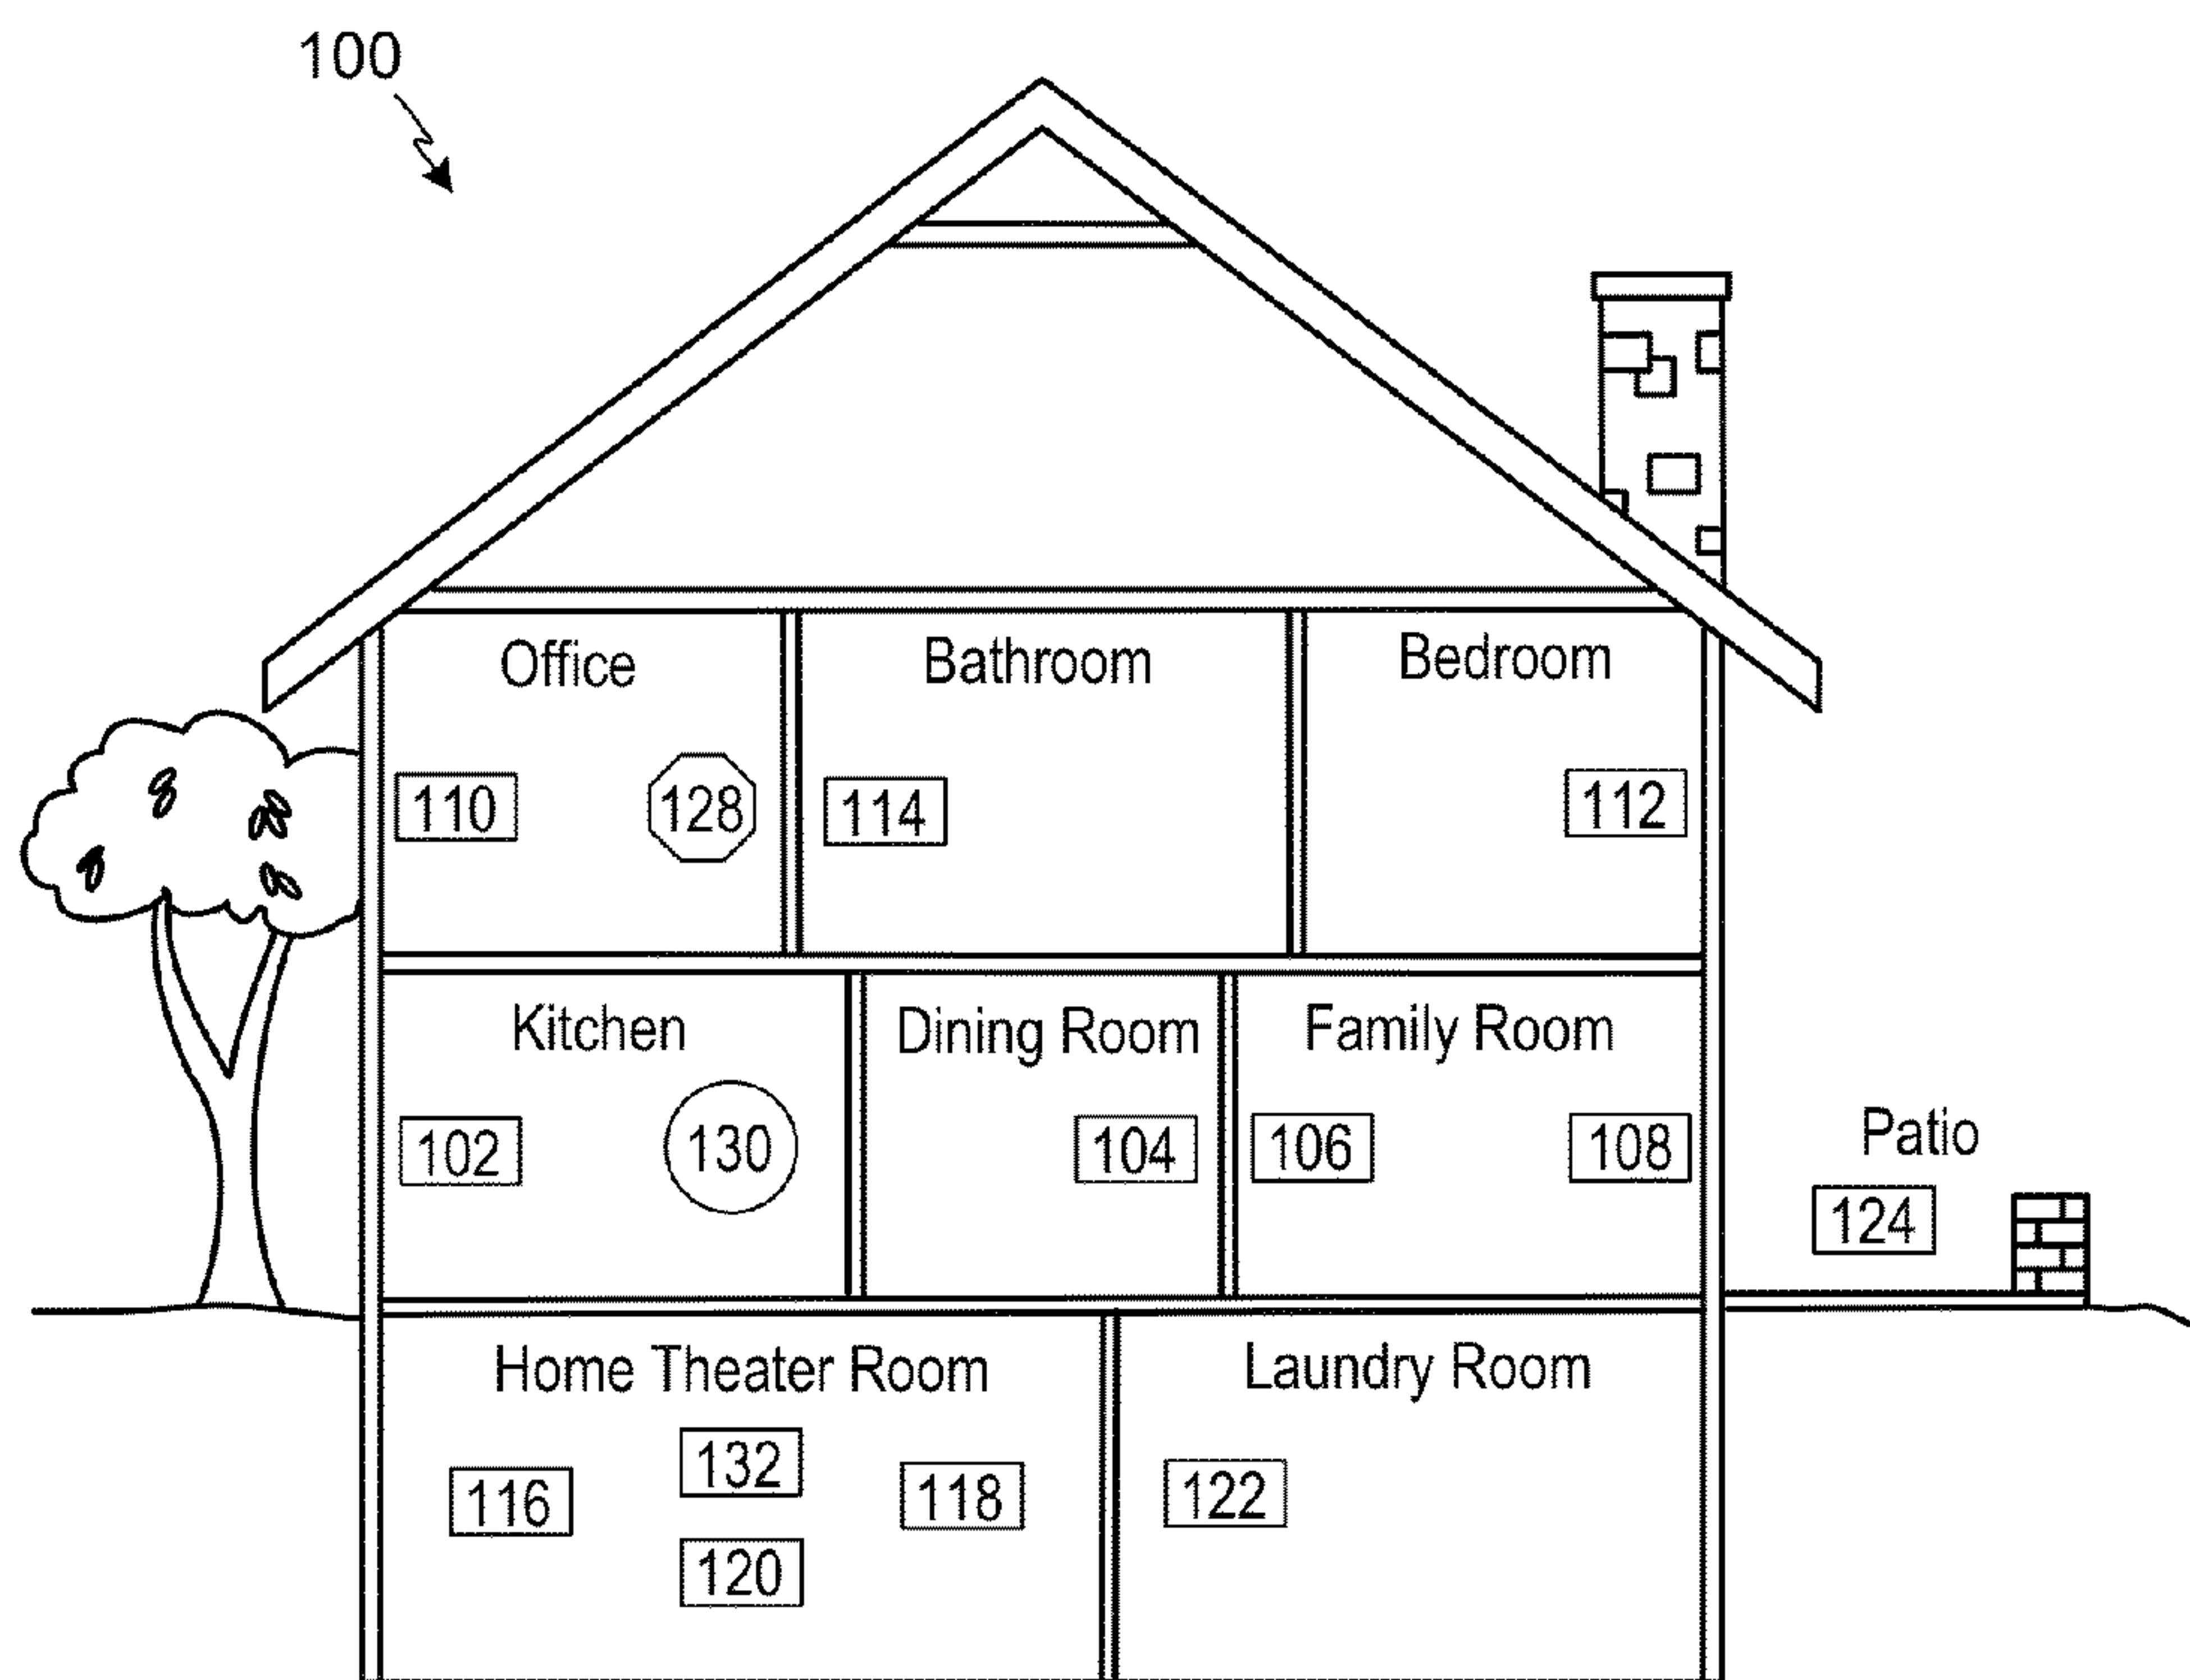 100
Office
Bathroom
Bedroom
110
128
114
112
Kitchen
Dining Room
Family Room
102
130
104
106
108
Patio
124
Home Theater Room
Laundry Room
116
132
118
120
122